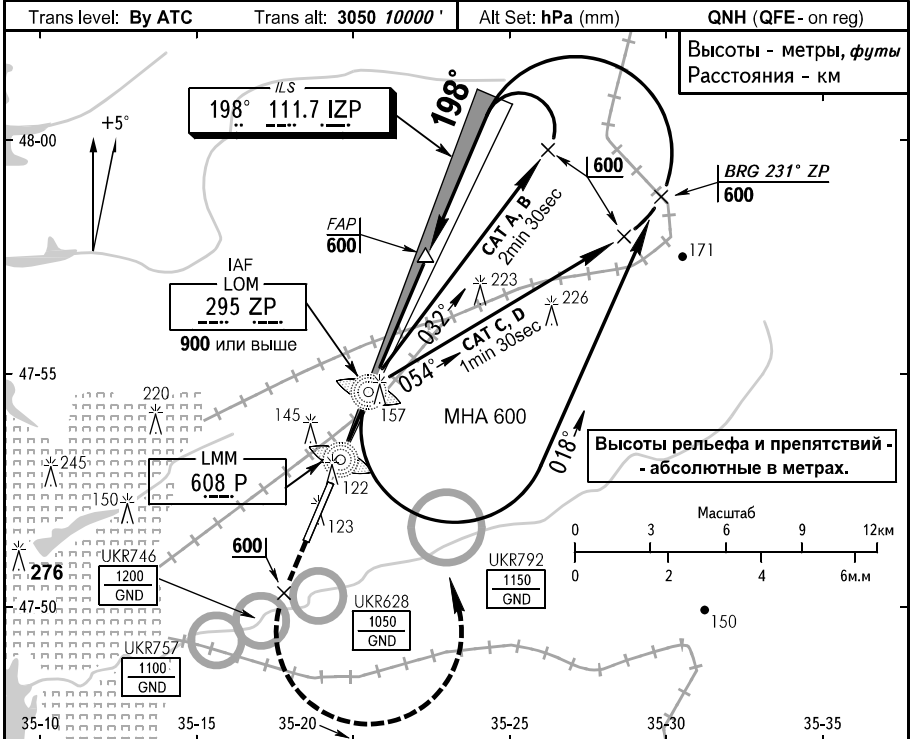 Trans level: By ATC Trans alt: 3050 10000 ' Alt Set: hPa (mm) QNH (QFE - on reg)
Высоты - метры, футы
Расстояния - км
ILS
198° 111.7 IZP
198°
+5°
48-00
600
BRG 231° ZP
600
CAT A, B
2min 30sec
FAP
600
171
IAF
LOM
295 ZP
900 или выше
223
226
032°
CAT C, D
1min 30sec
054°
47-55
157
MHA 600
018°
220
145
Высоты рельефа и препятствий -
- абсолютные в метрах.
LMM
608 P
245
122
150
123
Масштаб
0 3 6 9 12км
0 2 4 6м.м
600
276
UKR746
1200
GND
UKR792
1150
GND
47-50
UKR628
1050
GND
150
UKR757
1100
GND
35-10 35-15 35-20 35-25 35-30 35-35